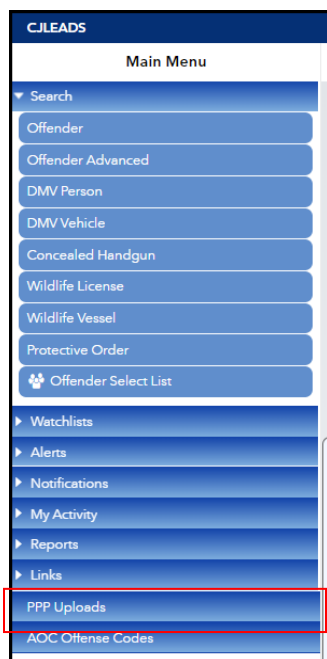 CJLEADS
Main Menu
Search
Offender
Offender Advanced
DMV Person
DMV Vehicle
Concealed Handgun
Wildlife License
Wildlife Vessel
Protective Order
Offender Select List
Watchlists
Alerts
Notifications
My Activity
Reports
Links
PPP Uploads
AOC Offense Codes